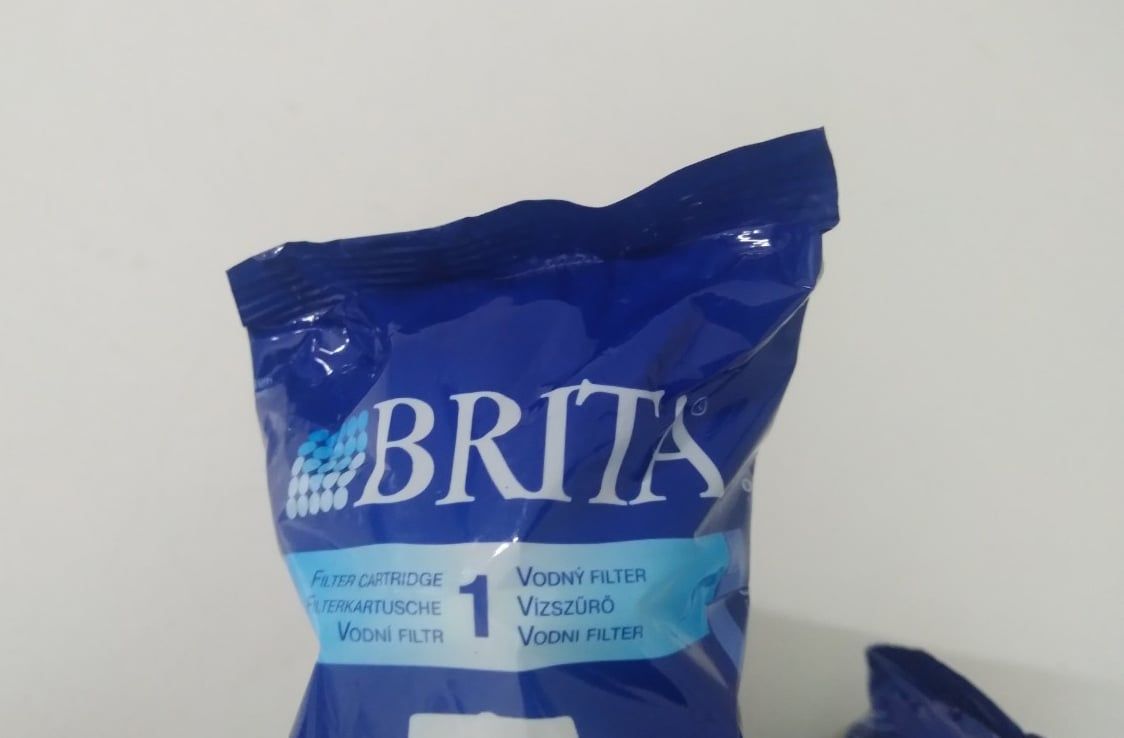 BRITA®
FILTER CARTRIDGE
FILTERKARTUSCHE
VODNÍ FILTR
1
VODNÝ FILTER
VÍZSZŰRŐ
VODNI FILTER